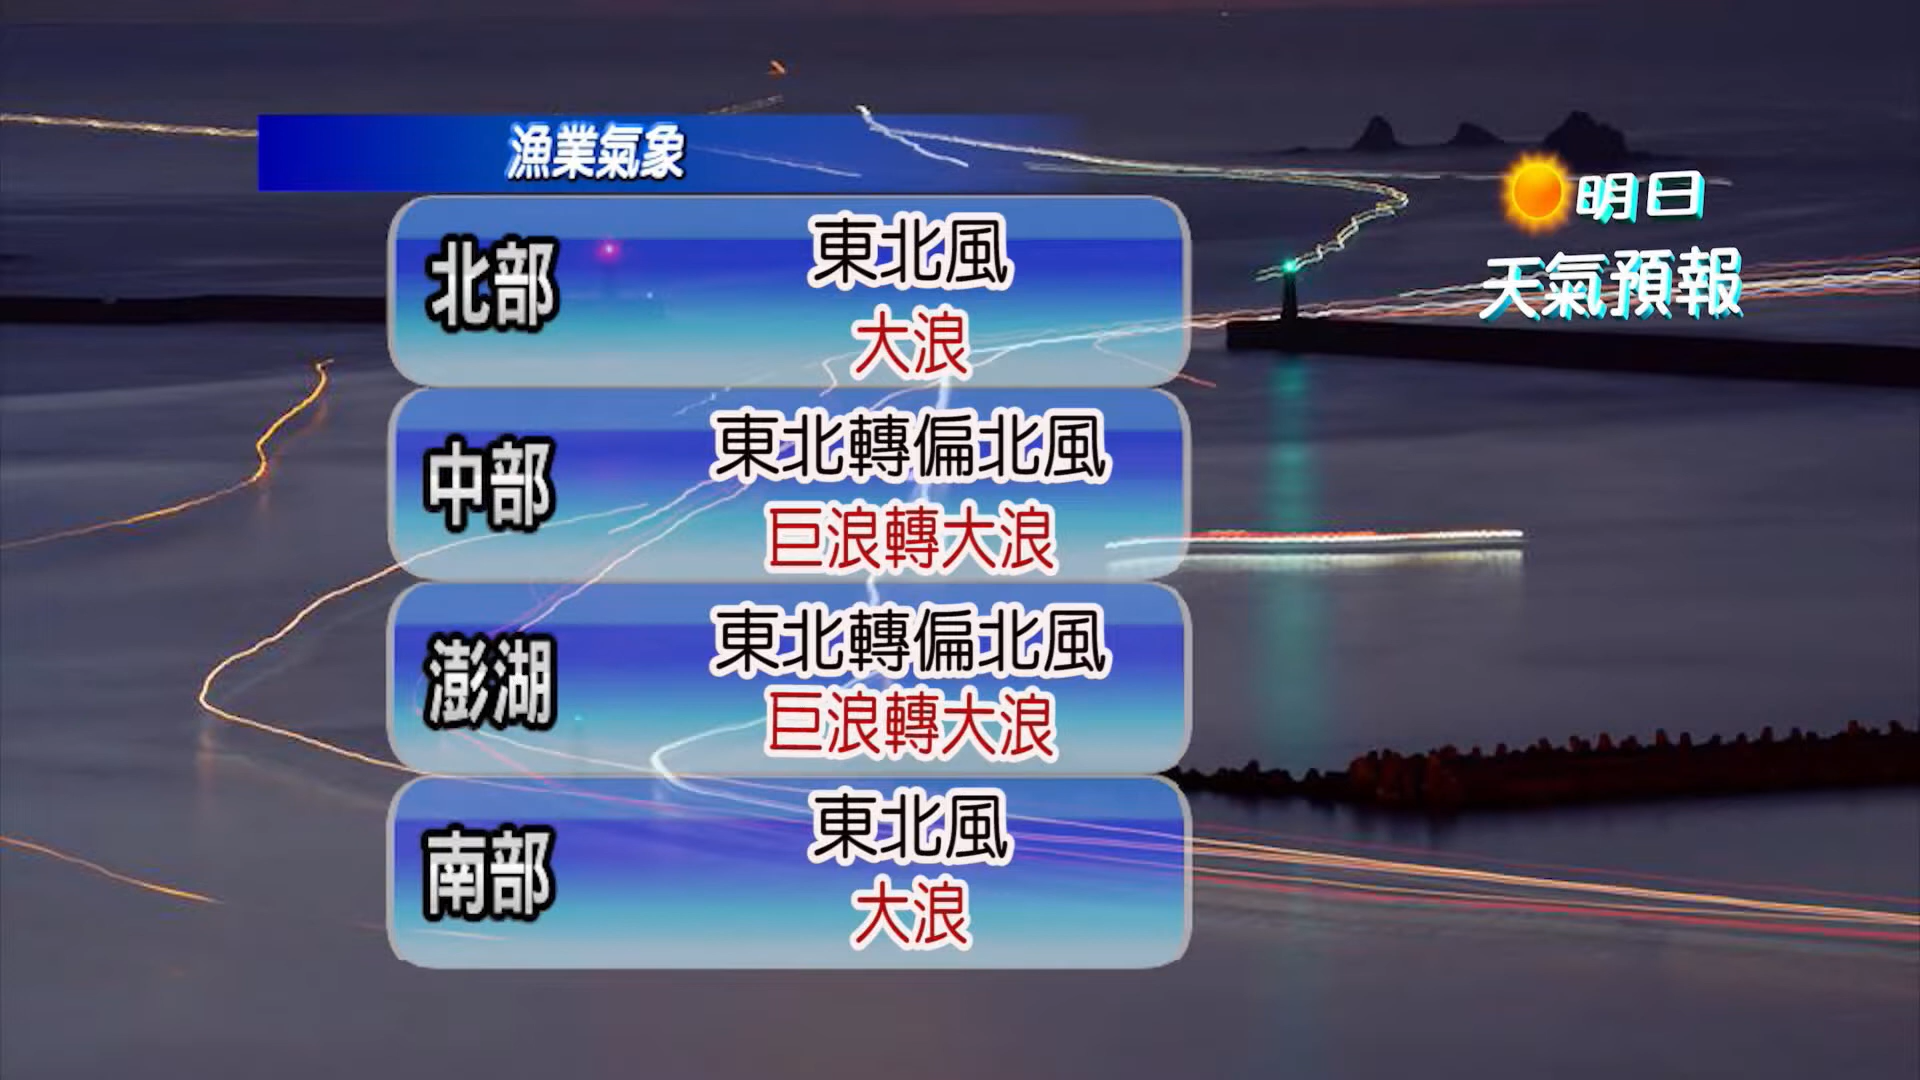 漁業氣象
明日
天氣預報
北部
東北風
大浪
中部
東北轉偏北風
巨浪轉大浪
澎湖
東北轉偏北風
巨浪轉大浪
南部
東北風
大浪